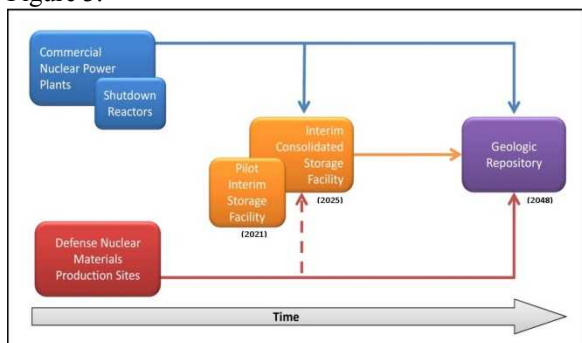 Figure 3.
Commercial
Nuclear Power
Plants
Shutdown
Reactors
Interim
Consolidated
Storage
Facility
Pilot
Interim
Storage
Facility
(2025)
(2021)
Geologic
Repository
(2048)
Defense Nuclear
Materials
Production Sites
Time